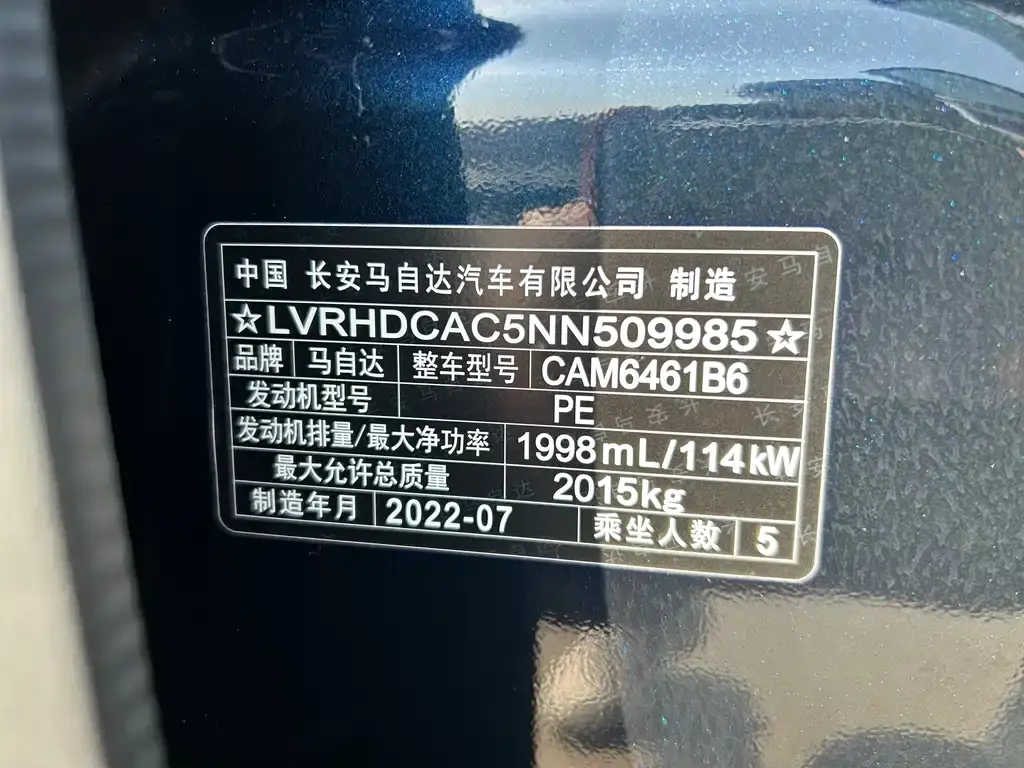 中国 长安马自达汽车有限公司 制造
☆LVRHDCAC5NN509985☆
品牌 马自达 整车型号 CAM6461B6
发动机型号 PE
发动机排量/最大净功率 1998mL/114kW
最大允许总质量 2015kg
制造年月 2022-07 乘坐人数 5